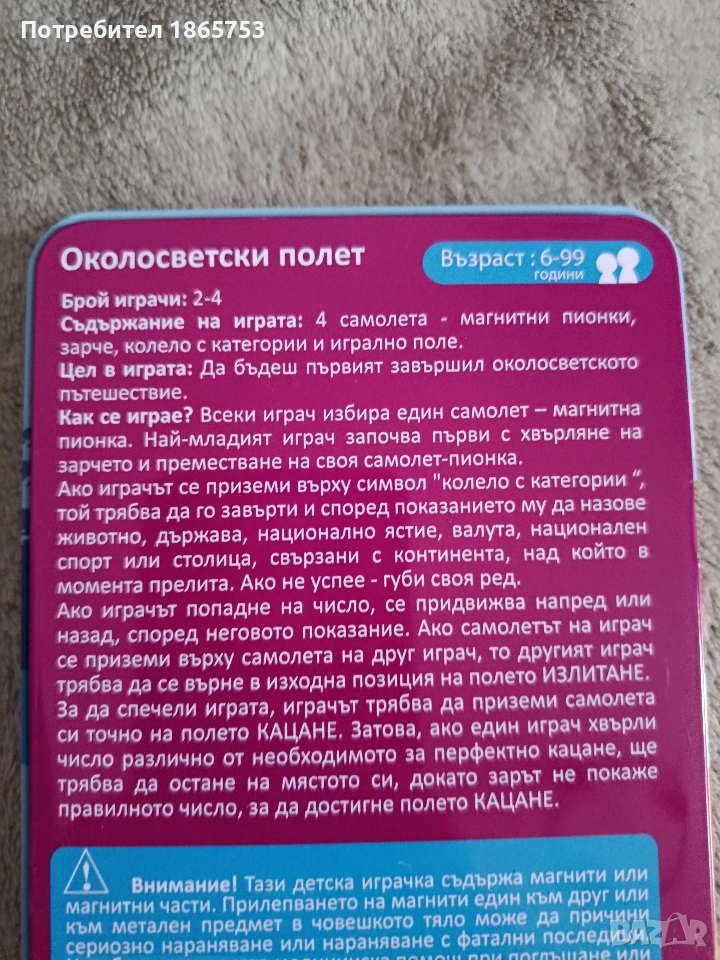 Потребител 1865753
Околосветски полет
Възраст : 6-99
години
Брой играчи: 2-4
Съдържание на играта: 4 самолета - магнитни пионки,
зарче, колело с категории и игрално поле.
Цел в играта: Да бъдеш първият завършил околосветското
пътешествие.
Как се играе? Всеки играч избира един самолет – магнитна
пионка. Най-младият играч започва първи с хвърляне на
зарчето и преместване на своя самолет-пионка.
Ако играчът се приземи върху символ "колело с категории “,
той трябва да го завърти и според показанието му да назове
животно, държава, национално ястие, валута, национален
спорт или столица, свързани с континента, над който в
момента прелита. Ако не успее - губи своя ред.
Ако играчът попадне на число, се придвижва напред или
назад, според неговото показание. Ако самолетът на играч
се приземи върху самолета на друг играч, то другият играч
трябва да се върне в изходна позиция на полето ИЗЛИТАНЕ.
За да спечели играта, играчът трябва да приземи самолета
си точно на полето КАЦАНЕ. Затова, ако един играч хвърли
число различно от необходимото за перфектно кацане, ще
трябва да остане на мястото си, докато зарът не покаже
правилното число, за да достигне полето КАЦАНЕ.
Внимание! Тази детска играчка съдържа магнити или
магнитни части. Прилепването на магнити един към друг или
към метален предмет в човешкото тяло може да причини
сериозно нараняване или нараняване с фатални последици
помощ при поглъщане или
BAZAR